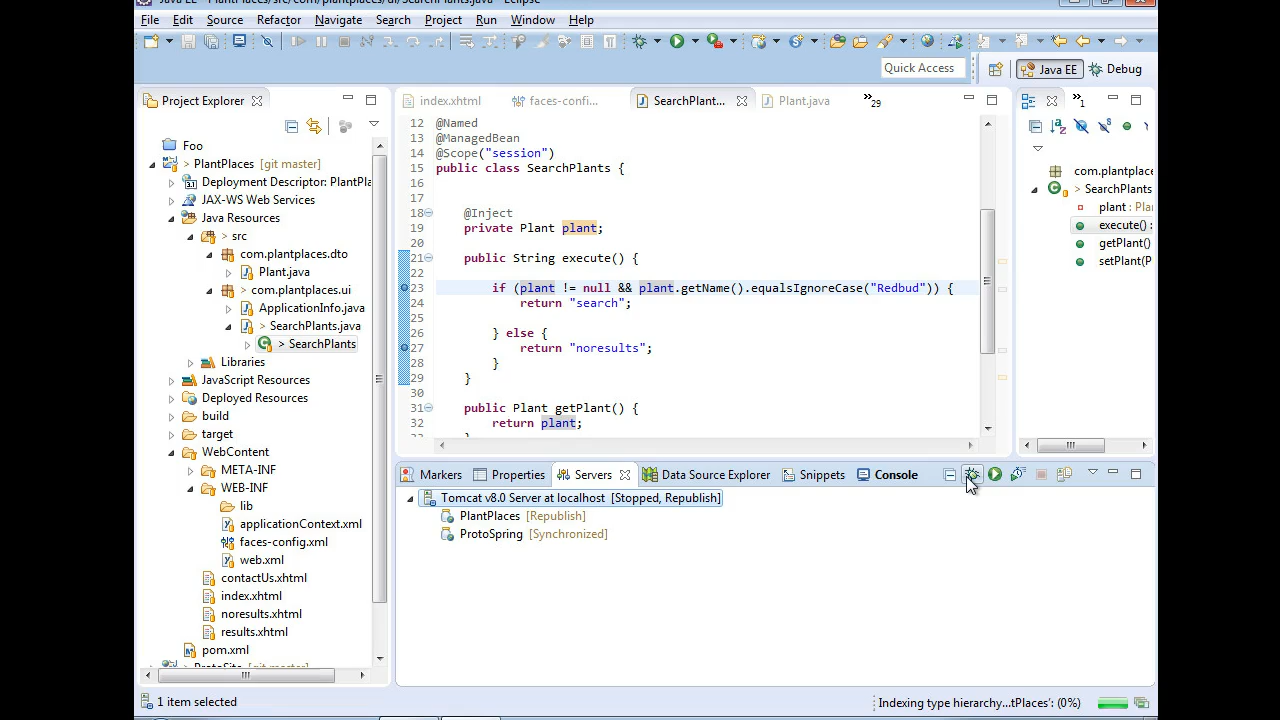 File Edit Source Refactor Navigate Search Project Run Window Help
Quick Access Java EE Debug
Project Explorer
Foo
> PlantPlaces [git master]
Deployment Descriptor: PlantPl
JAX-WS Web Services
Java Resources
> src
com.plantplaces.dto
Plant.java
> com.plantplaces.ui
ApplicationInfo.java
> SearchPlants.java
> SearchPlants
Libraries
JavaScript Resources
Deployed Resources
build
target
WebContent
META-INF
WEB-INF
lib
applicationContext.xml
faces-config.xml
web.xml
contactUs.xhtml
index.xhtml
noresults.xhtml
results.xhtml
pom.xml
index.xhtml faces-confi... SearchPlant... Plant.java »29
12 @Named
13 @ManagedBean
14 @Scope("session")
15 public class SearchPlants {
16
17
18 @Inject
19 private Plant plant;
20
21 public String execute() {
22
23 if (plant != null && plant.getName().equalsIgnoreCase("Redbud")) {
24 return "search";
25
26 } else {
27 return "noresults";
28 }
29 }
30
31 public Plant getPlant() {
32 return plant;
»1
com.plantplace
> SearchPlants
plant : Pla
execute() :
getPlant()
setPlant(P
Markers Properties Servers Data Source Explorer Snippets Console
Tomcat v8.0 Server at localhost [Stopped, Republish]
PlantPlaces [Republish]
ProtoSpring [Synchronized]
1 item selected
Indexing type hierarchy...tPlaces': (0%)